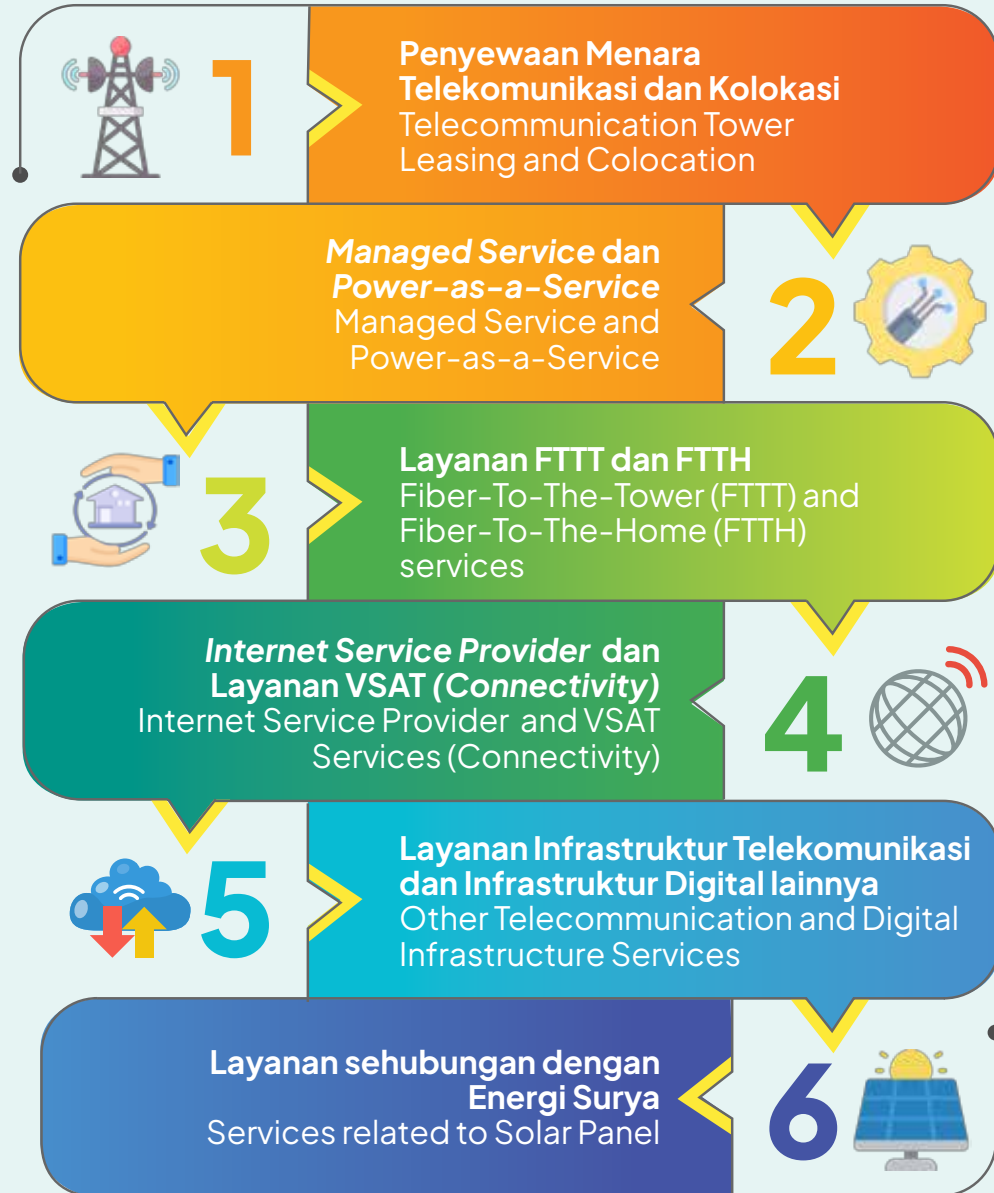 1
Penyewaan Menara
Telekomunikasi dan Kolokasi
Telecommunication Tower
Leasing and Colocation
Managed Service dan
Power-as-a-Service
Managed Service and
Power-as-a-Service
2
3
Layanan FTTT dan FTTH
Fiber-To-The-Tower (FTTT) and
Fiber-To-The-Home (FTTH)
services
Internet Service Provider dan
Layanan VSAT (Connectivity)
Internet Service Provider and VSAT
Services (Connectivity)
4
5
Layanan Infrastruktur Telekomunikasi
dan Infrastruktur Digital lainnya
Other Telecommunication and Digital
Infrastructure Services
Layanan sehubungan dengan
Energi Surya
Services related to Solar Panel
6